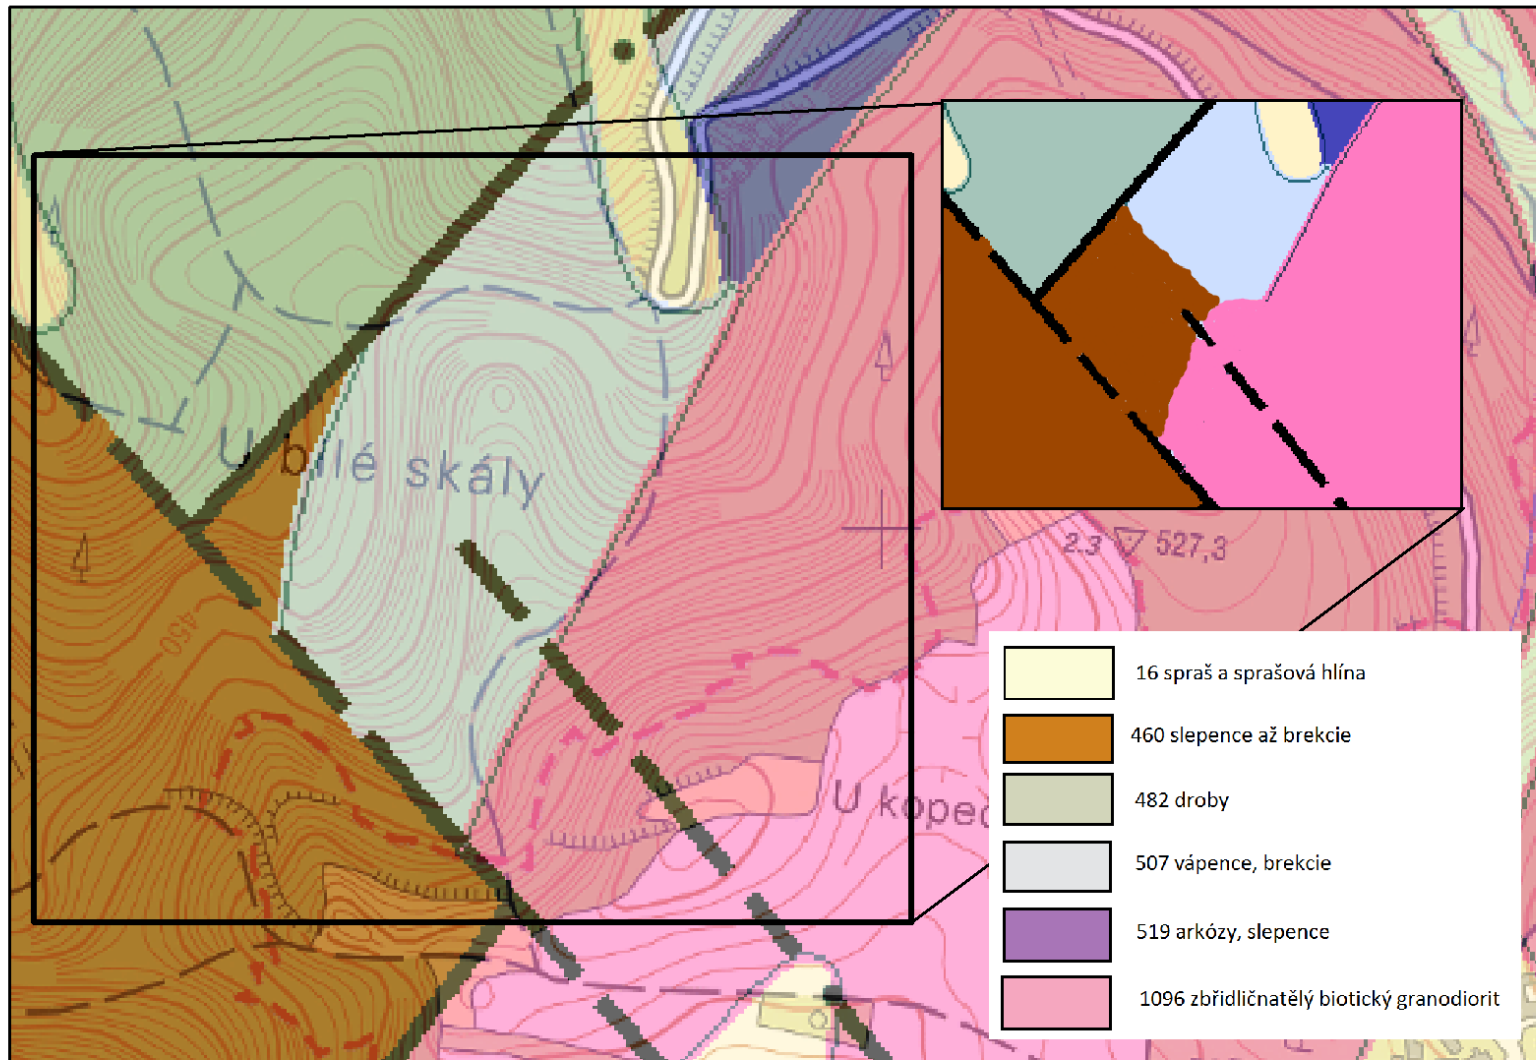 U bílé skály
450
2.3 527,3
U kopeč
16 spraš a sprašová hlína
460 slepence až brekcie
482 droby
507 vápence, brekcie
519 arkózy, slepence
1096 zbřidličnatělý biotický granodiorit